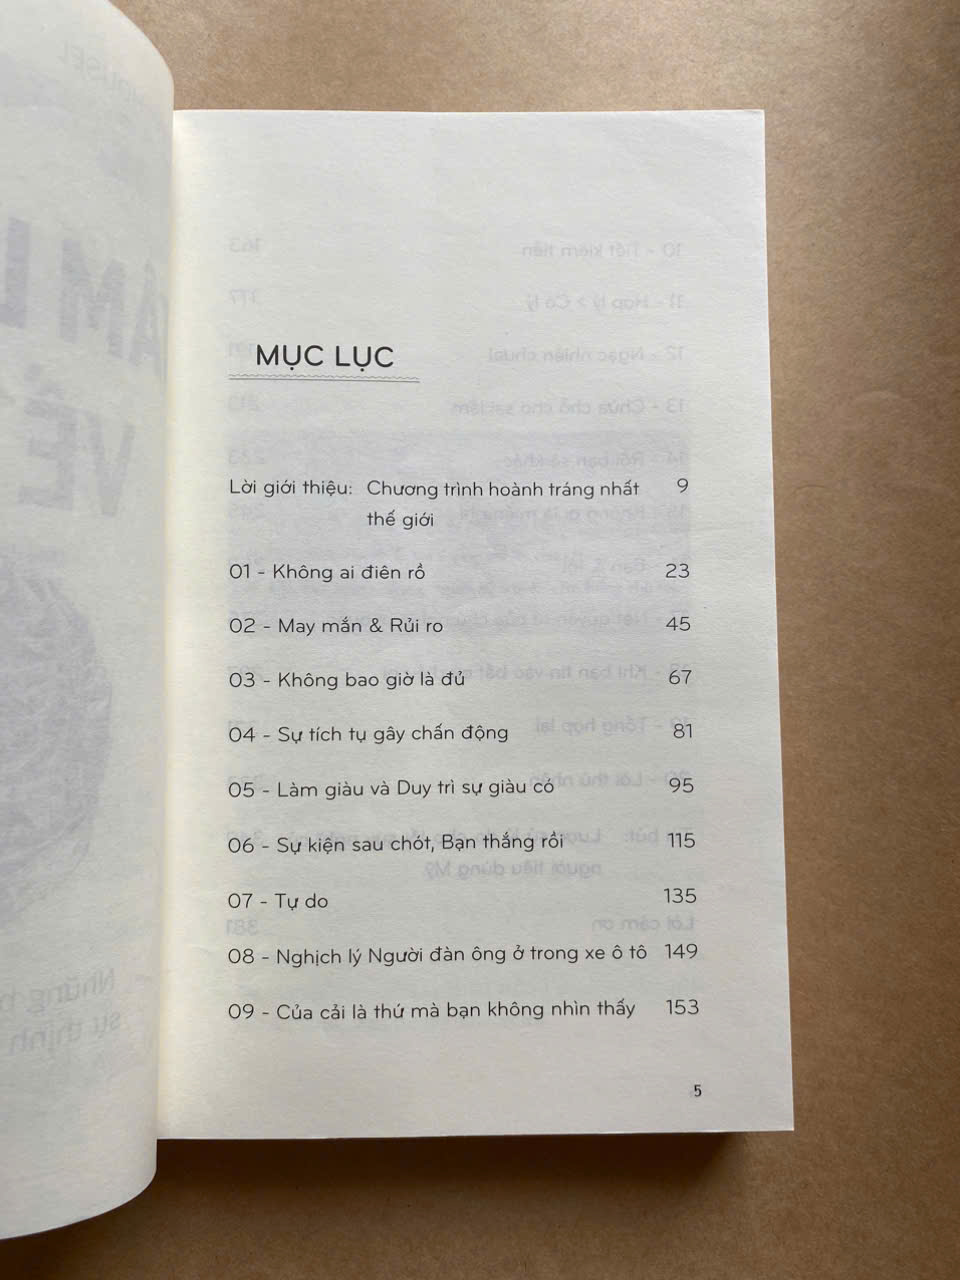 MỤC LỤC
Lời giới thiệu: Chương trình hoành tráng nhất 9
thế giới
01 - Không ai điên rồ 23
02 - May mắn & Rủi ro 45
03 - Không bao giờ là đủ 67
04 - Sự tích tụ gây chấn động 81
05 - Làm giàu và Duy trì sự giàu có 95
06 - Sự kiện sau chót, Bạn thắng rồi 115
07 - Tự do 135
08 - Nghịch lý Người đàn ông ở trong xe ô tô 149
09 - Của cải là thứ mà bạn không nhìn thấy 153
5